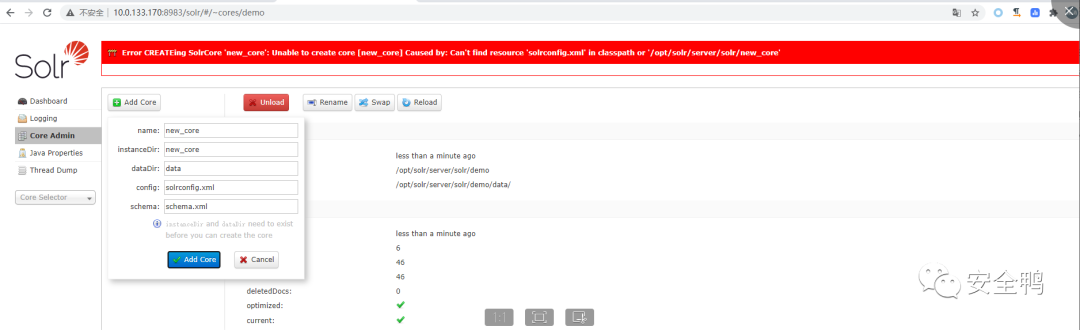 不安全 | 10.0.133.170:8983/solr/#/~cores/demo
Error CREATEing SolrCore 'new_core': Unable to create core [new_core] Caused by: Can't find resource 'solrconfig.xml' in classpath or '/opt/solr/server/solr/new_core'
Solr
Dashboard
Logging
Core Admin
Java Properties
Thread Dump
Core Selector
Add Core
Unload
Rename
Swap
Reload
name: new_core
instanceDir: new_core
dataDir: data
config: solrconfig.xml
schema: schema.xml
instanceDir and dataDir need to exist
before you can create the core
Add Core
Cancel
less than a minute ago
/opt/solr/server/solr/demo
/opt/solr/server/solr/demo/data/
less than a minute ago
6
46
46
deletedDocs: 0
optimized:
current:
安全鸭